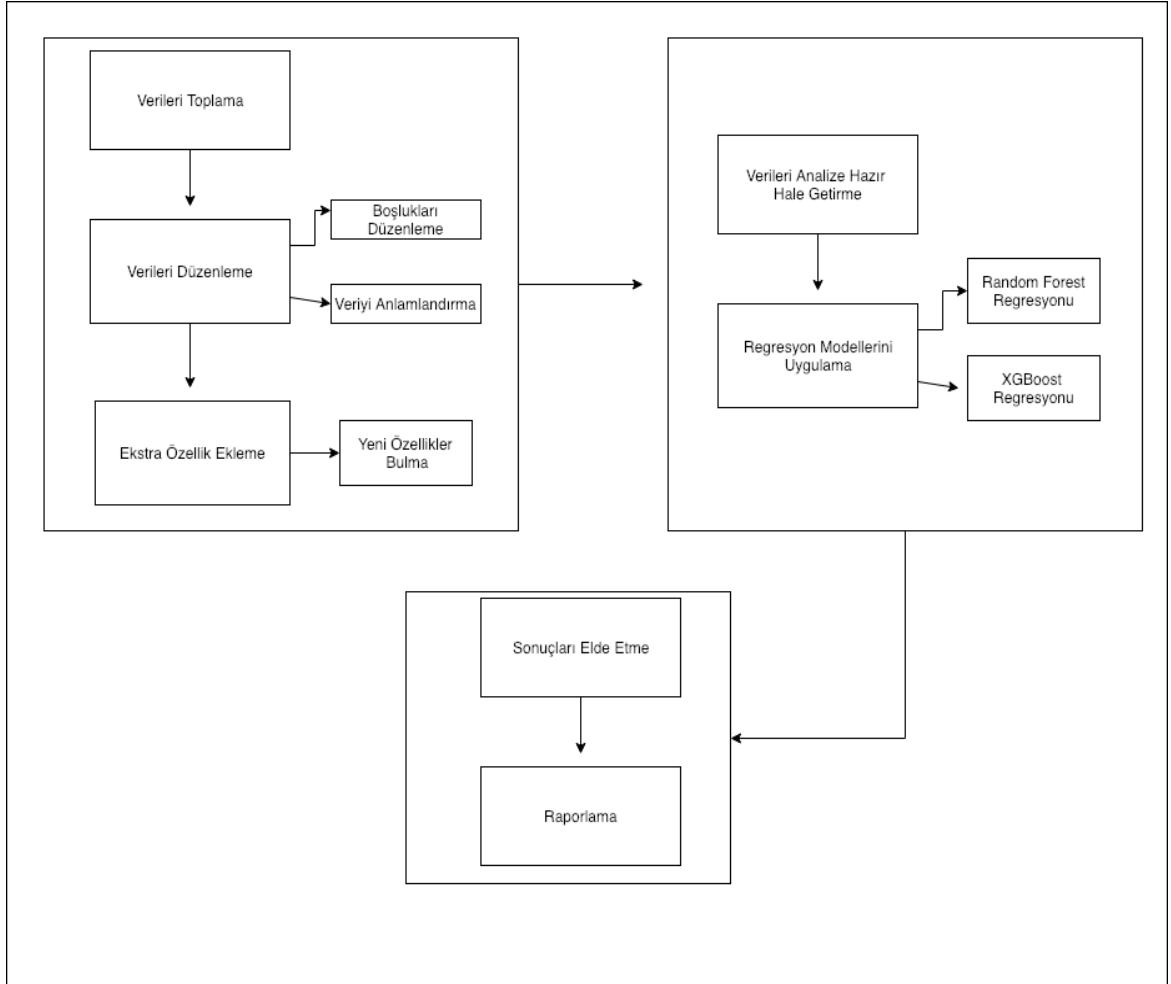 Verileri Toplama
Verileri Düzenleme
Boşlukları
Düzenleme
Veriyi Anlamlandırma
Ekstra Özellik Ekleme
Yeni Özellikler
Bulma
Verileri Analize Hazır
Hale Getirme
Regresyon Modellerini
Uygulama
Random Forest
Regresyonu
XGBoost
Regresyonu
Sonuçları Elde Etme
Raporlama